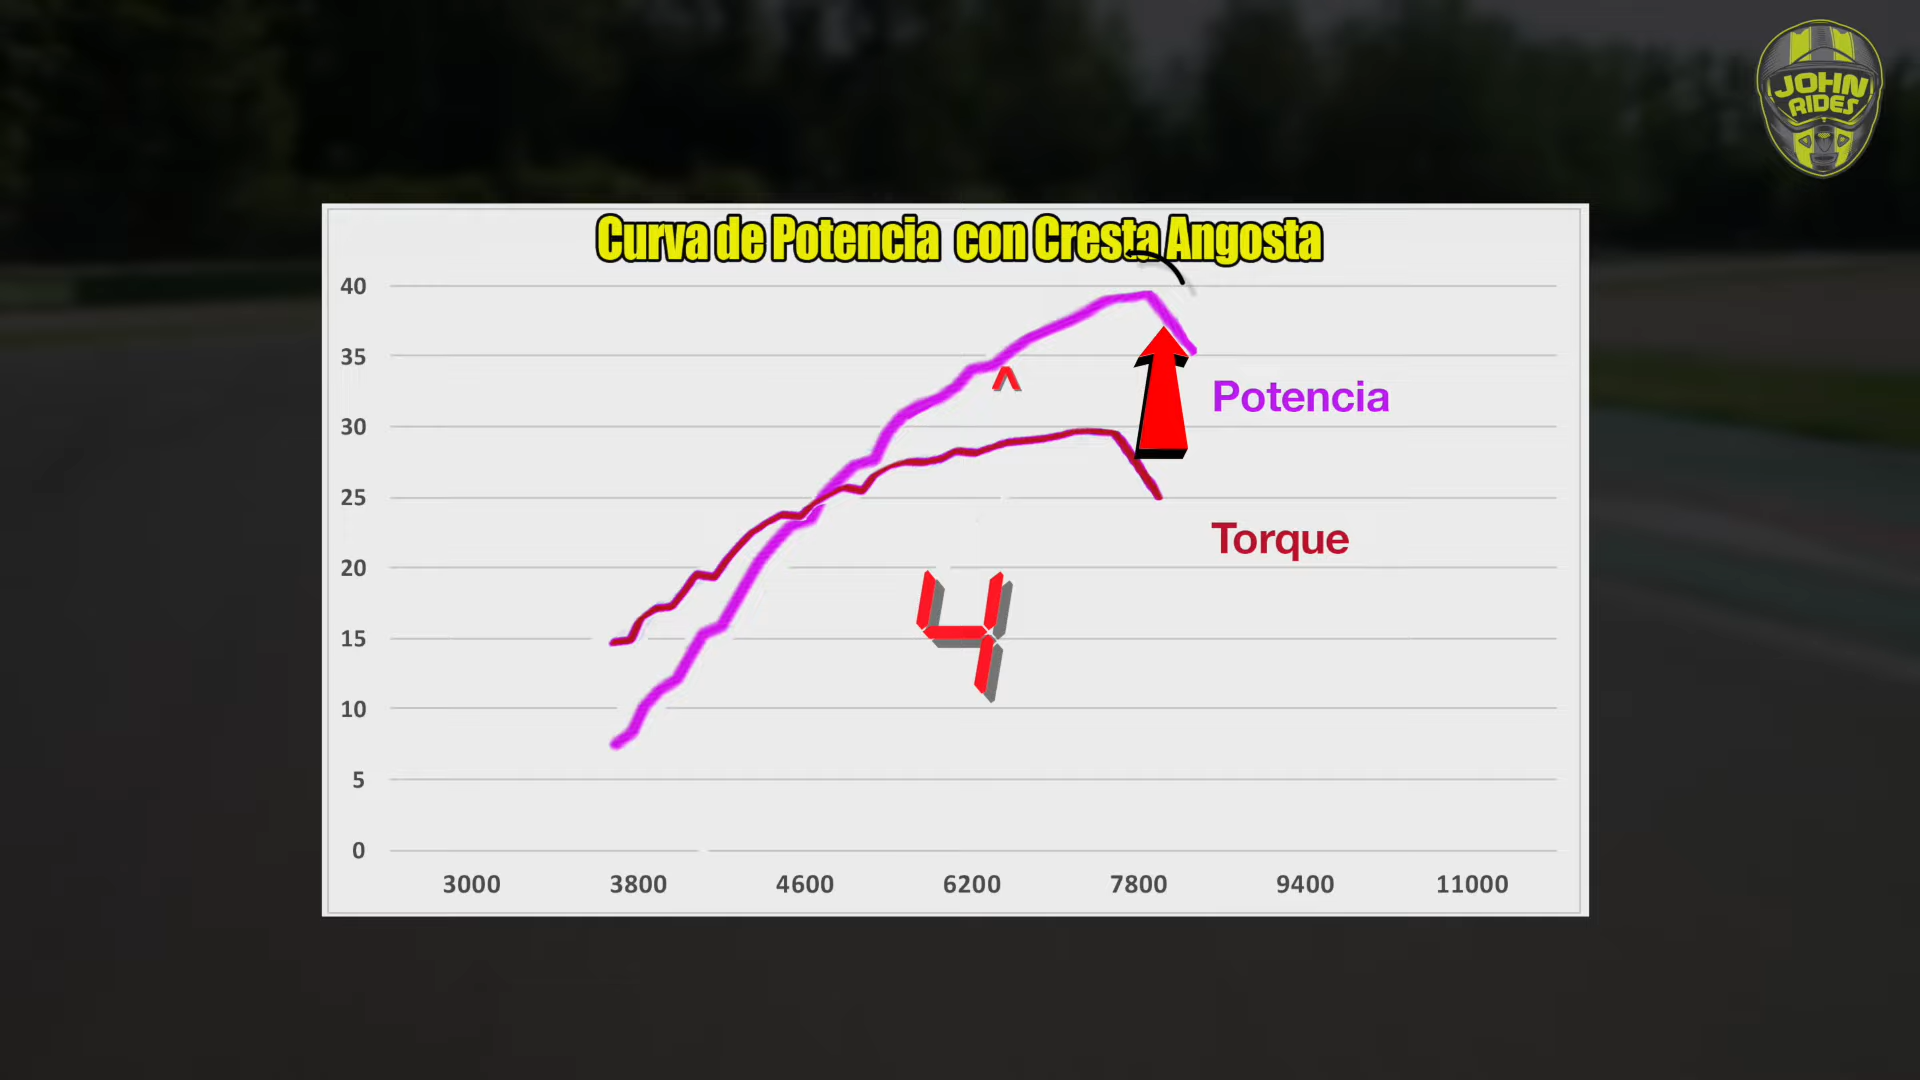 JOHN
RIDES
Curva de Potencia con Cresta Angosta
40
35
30
25
20
15
10
5
0
Potencia
Torque
^
4
3000 3800 4600 6200 7800 9400 11000